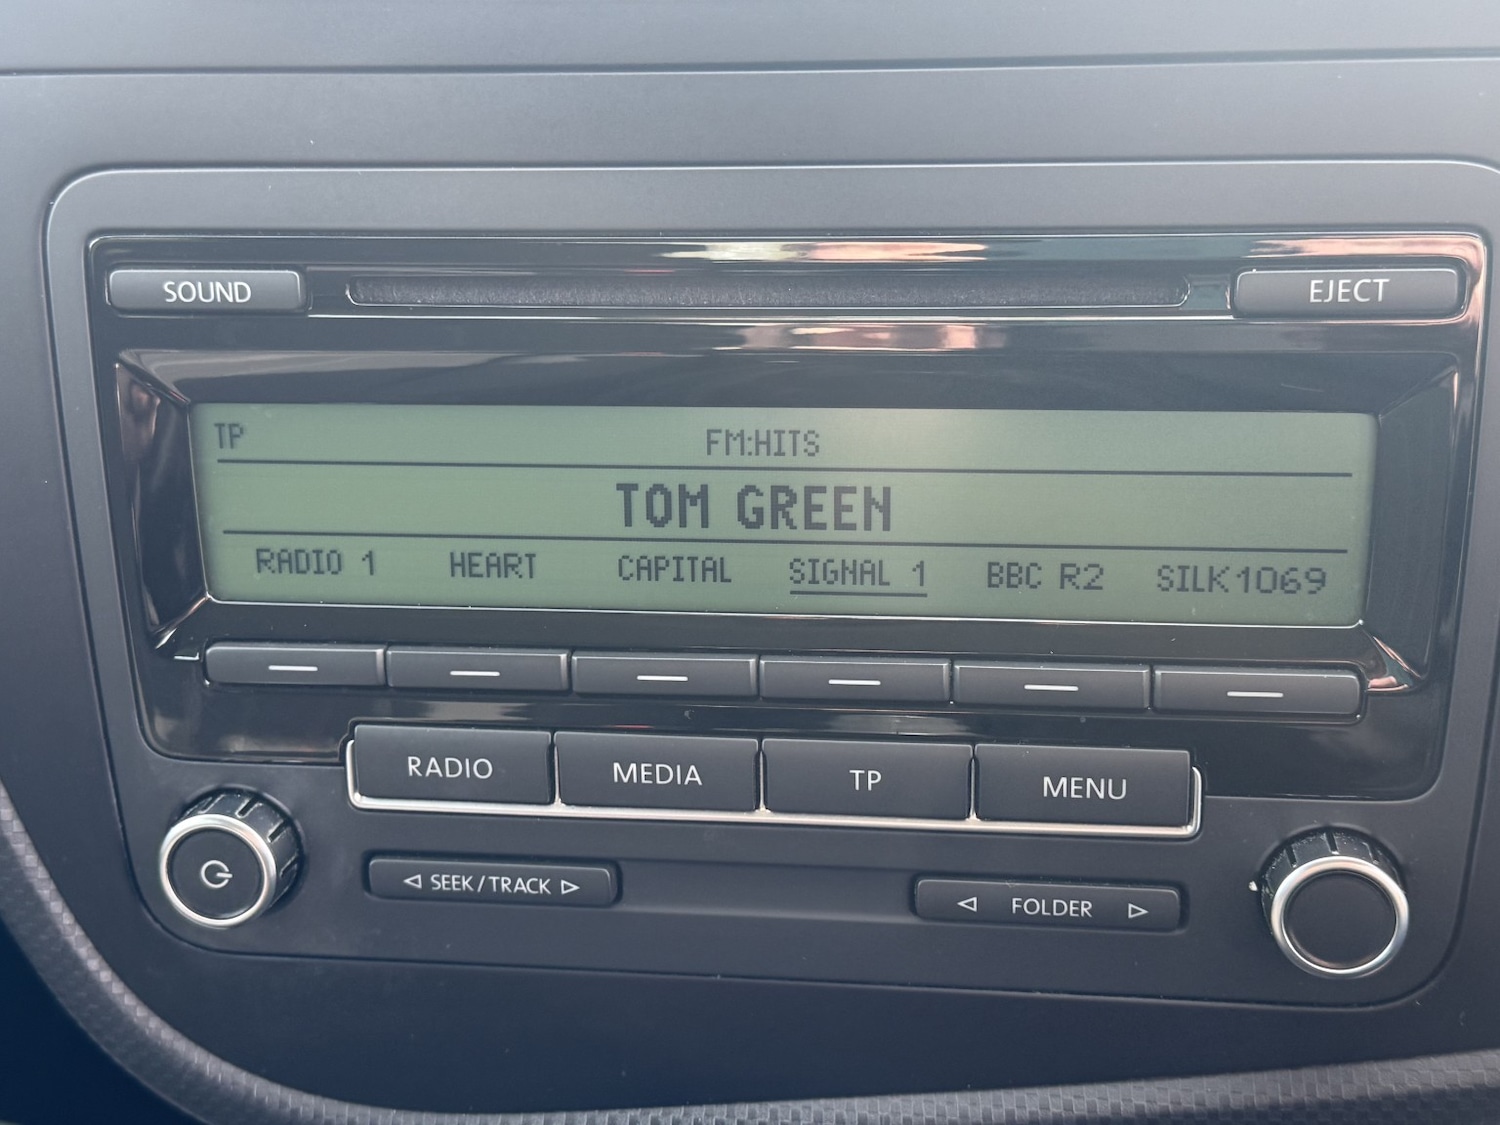 SOUND EJECT
TP FM:HITS
TOM GREEN
RADIO 1 HEART CAPITAL SIGNAL 1 BBC R2 SILK1069
RADIO MEDIA TP MENU
SEEK/TRACK FOLDER